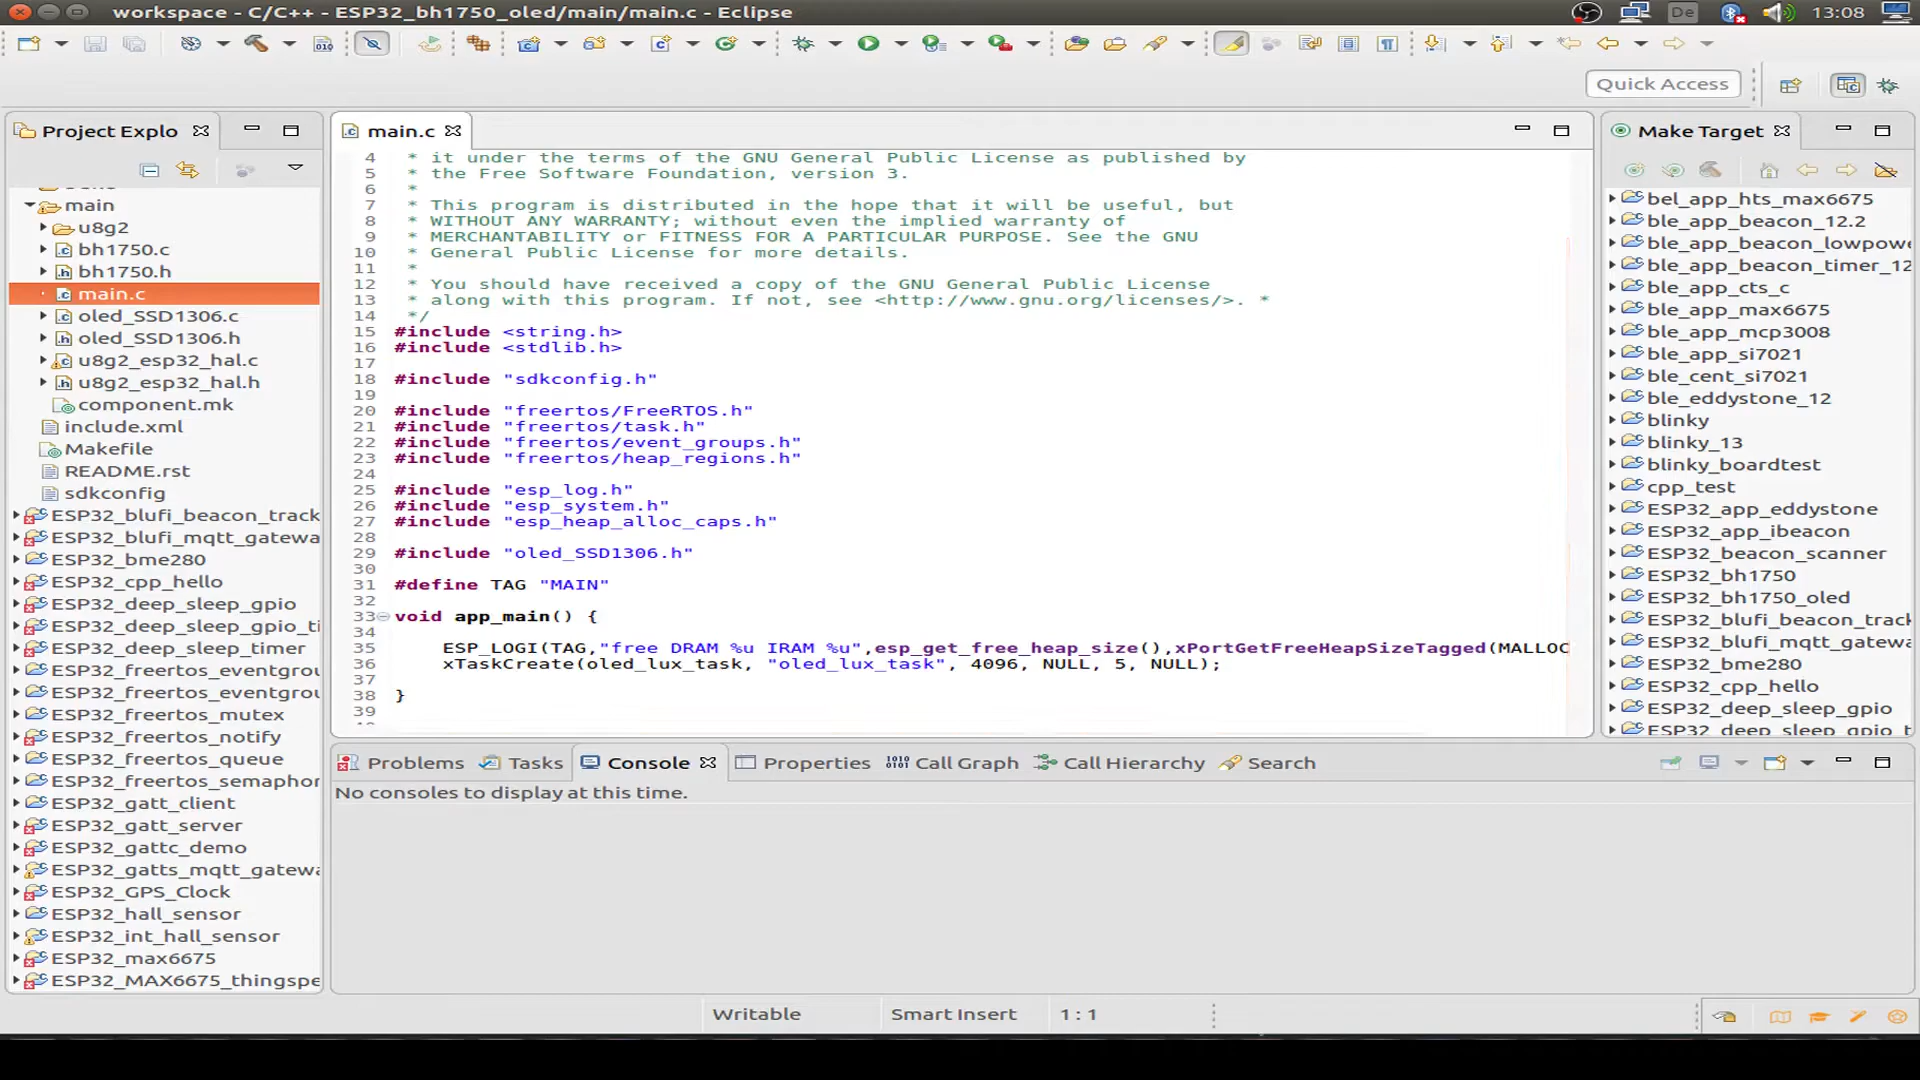 workspace - C/C++ - ESP32_bh1750_oled/main/main.c - Eclipse
De
13:08
010
Quick Access
Project Explo
main
u8g2
bh1750.c
bh1750.h
main.c
oled_SSD1306.c
oled_SSD1306.h
u8g2_esp32_hal.c
u8g2_esp32_hal.h
component.mk
include.xml
Makefile
README.rst
sdkconfig
ESP32_blufi_beacon_track
ESP32_blufi_mqtt_gatewa
ESP32_bme280
ESP32_cpp_hello
ESP32_deep_sleep_gpio
ESP32_deep_sleep_gpio_ti
ESP32_deep_sleep_timer
ESP32_freertos_eventgrou
ESP32_freertos_eventgrou
ESP32_freertos_mutex
ESP32_freertos_notify
ESP32_freertos_queue
ESP32_freertos_semaphor
ESP32_gatt_client
ESP32_gatt_server
ESP32_gattc_demo
ESP32_gatts_mqtt_gatewa
ESP32_GPS_Clock
ESP32_hall_sensor
ESP32_int_hall_sensor
ESP32_max6675
ESP32_MAX6675_thingspe
main.c
4 * it under the terms of the GNU General Public License as published by
5 * the Free Software Foundation, version 3.
6 *
7 * This program is distributed in the hope that it will be useful, but
8 * WITHOUT ANY WARRANTY; without even the implied warranty of
9 * MERCHANTABILITY or FITNESS FOR A PARTICULAR PURPOSE. See the GNU
10 * General Public License for more details.
11 *
12 * You should have received a copy of the GNU General Public License
13 * along with this program. If not, see <http://www.gnu.org/licenses/>. *
14 */
15 #include <string.h>
16 #include <stdlib.h>
17
18 #include "sdkconfig.h"
19
20 #include "freertos/FreeRTOS.h"
21 #include "freertos/task.h"
22 #include "freertos/event_groups.h"
23 #include "freertos/heap_regions.h"
24
25 #include "esp_log.h"
26 #include "esp_system.h"
27 #include "esp_heap_alloc_caps.h"
28
29 #include "oled_SSD1306.h"
30
31 #define TAG "MAIN"
32
33 void app_main() {
34
35 ESP_LOGI(TAG,"free DRAM %u IRAM %u",esp_get_free_heap_size(),xPortGetFreeHeapSizeTagged(MALLOC
36 xTaskCreate(oled_lux_task, "oled_lux_task", 4096, NULL, 5, NULL);
37
38 }
39
Problems Tasks Console Properties Call Graph Call Hierarchy Search
No consoles to display at this time.
Make Target
bel_app_hts_max6675
ble_app_beacon_12.2
ble_app_beacon_lowpowe
ble_app_beacon_timer_12
ble_app_cts_c
ble_app_max6675
ble_app_mcp3008
ble_app_si7021
ble_cent_si7021
ble_eddystone_12
blinky
blinky_13
blinky_boardtest
cpp_test
ESP32_app_eddystone
ESP32_app_ibeacon
ESP32_beacon_scanner
ESP32_bh1750
ESP32_bh1750_oled
ESP32_blufi_beacon_track
ESP32_blufi_mqtt_gatewa
ESP32_bme280
ESP32_cpp_hello
ESP32_deep_sleep_gpio
ESP32_deep_sleep_gpio_t
Writable Smart Insert 1 : 1